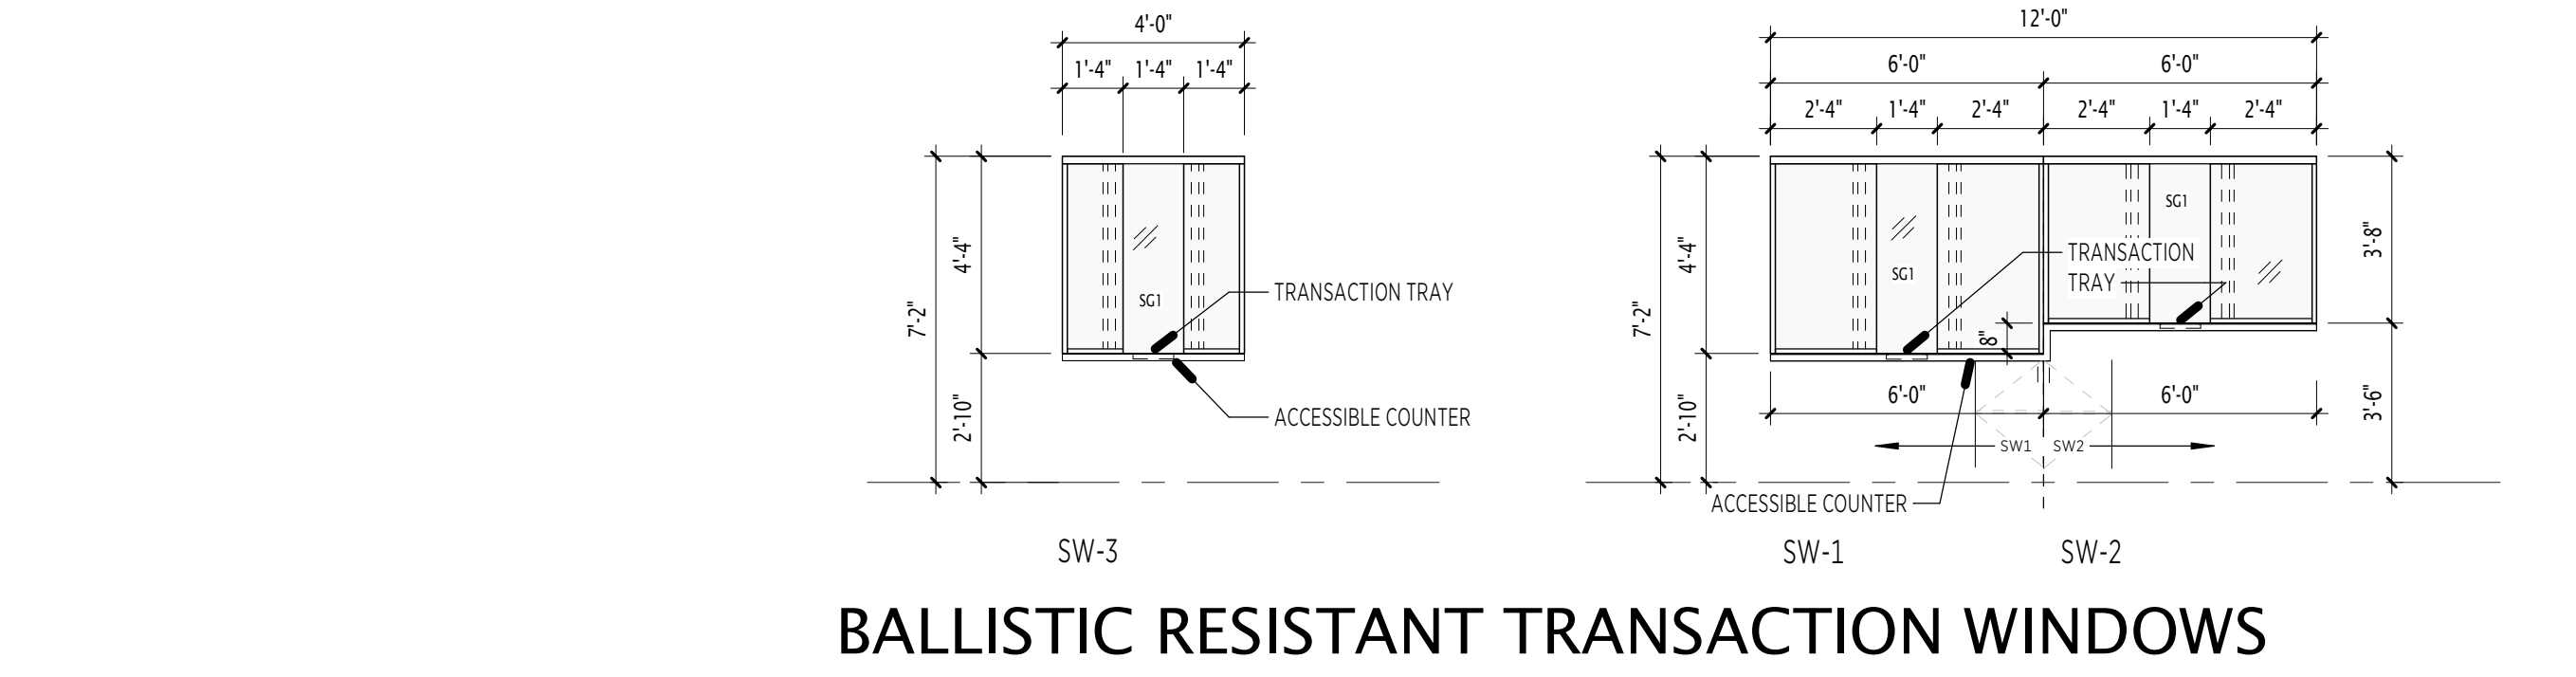 4'-0"
1'-4" 1'-4" 1'-4"
7'-2"
4'-4"
2'-10"
SG1
TRANSACTION TRAY
ACCESSIBLE COUNTER
SW-3
12'-0"
6'-0" 6'-0"
2'-4" 1'-4" 2'-4" 2'-4" 1'-4" 2'-4"
7'-2"
4'-4"
2'-10"
SG1
SG1
TRANSACTION
TRAY
8"
3'-8"
3'-6"
6'-0" 6'-0"
SW1 SW2
ACCESSIBLE COUNTER
SW-1 SW-2
BALLISTIC RESISTANT TRANSACTION WINDOWS